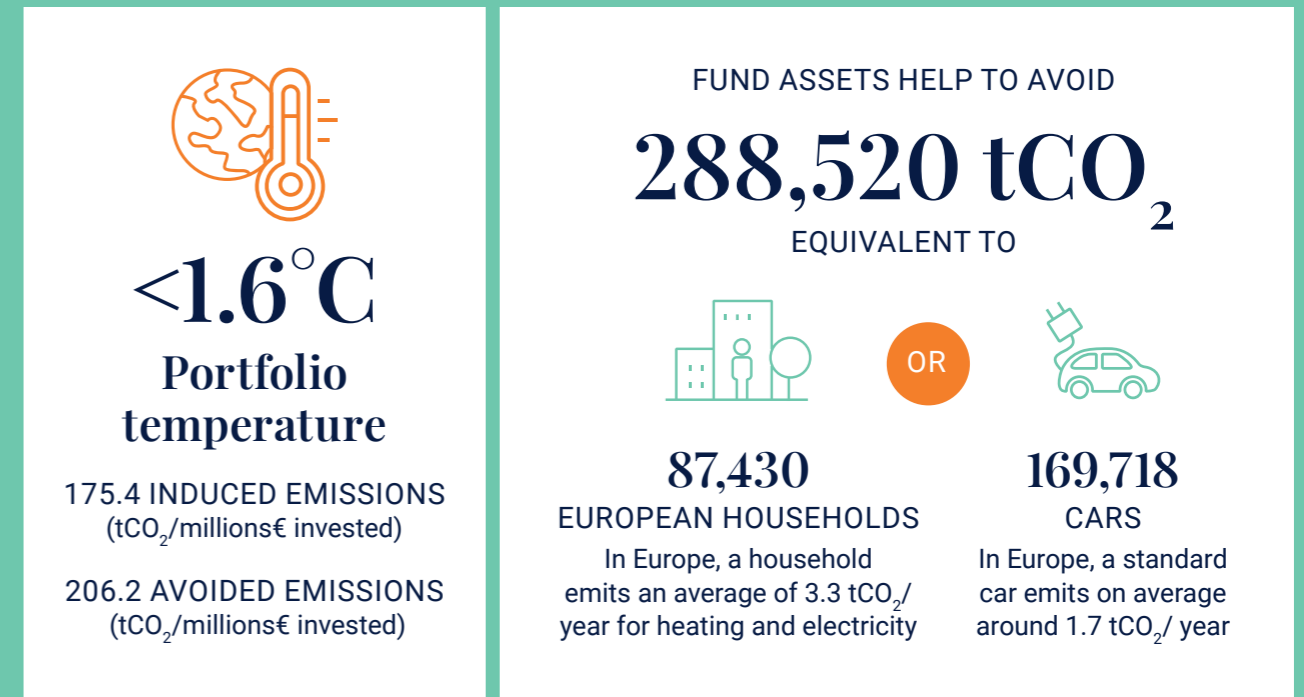 <1.6°C
Portfolio
temperature
175.4 INDUCED EMISSIONS
(tCO₂/millions€ invested)
206.2 AVOIDED EMISSIONS
(tCO₂/millions€ invested)
FUND ASSETS HELP TO AVOID
288,520 tCO₂
EQUIVALENT TO
OR
87,430
EUROPEAN HOUSEHOLDS
In Europe, a household
emits an average of 3.3 tCO₂/
year for heating and electricity
169,718
CARS
In Europe, a standard
car emits on average
around 1.7 tCO₂/ year